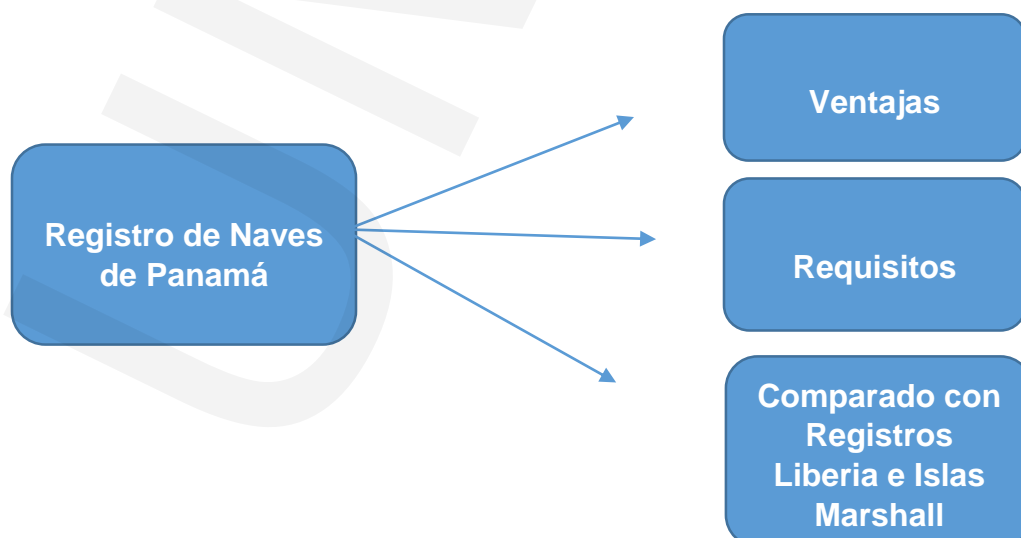 Registro de Naves
de Panamá
Ventajas
Requisitos
Comparado con
Registros
Liberia e Islas
Marshall